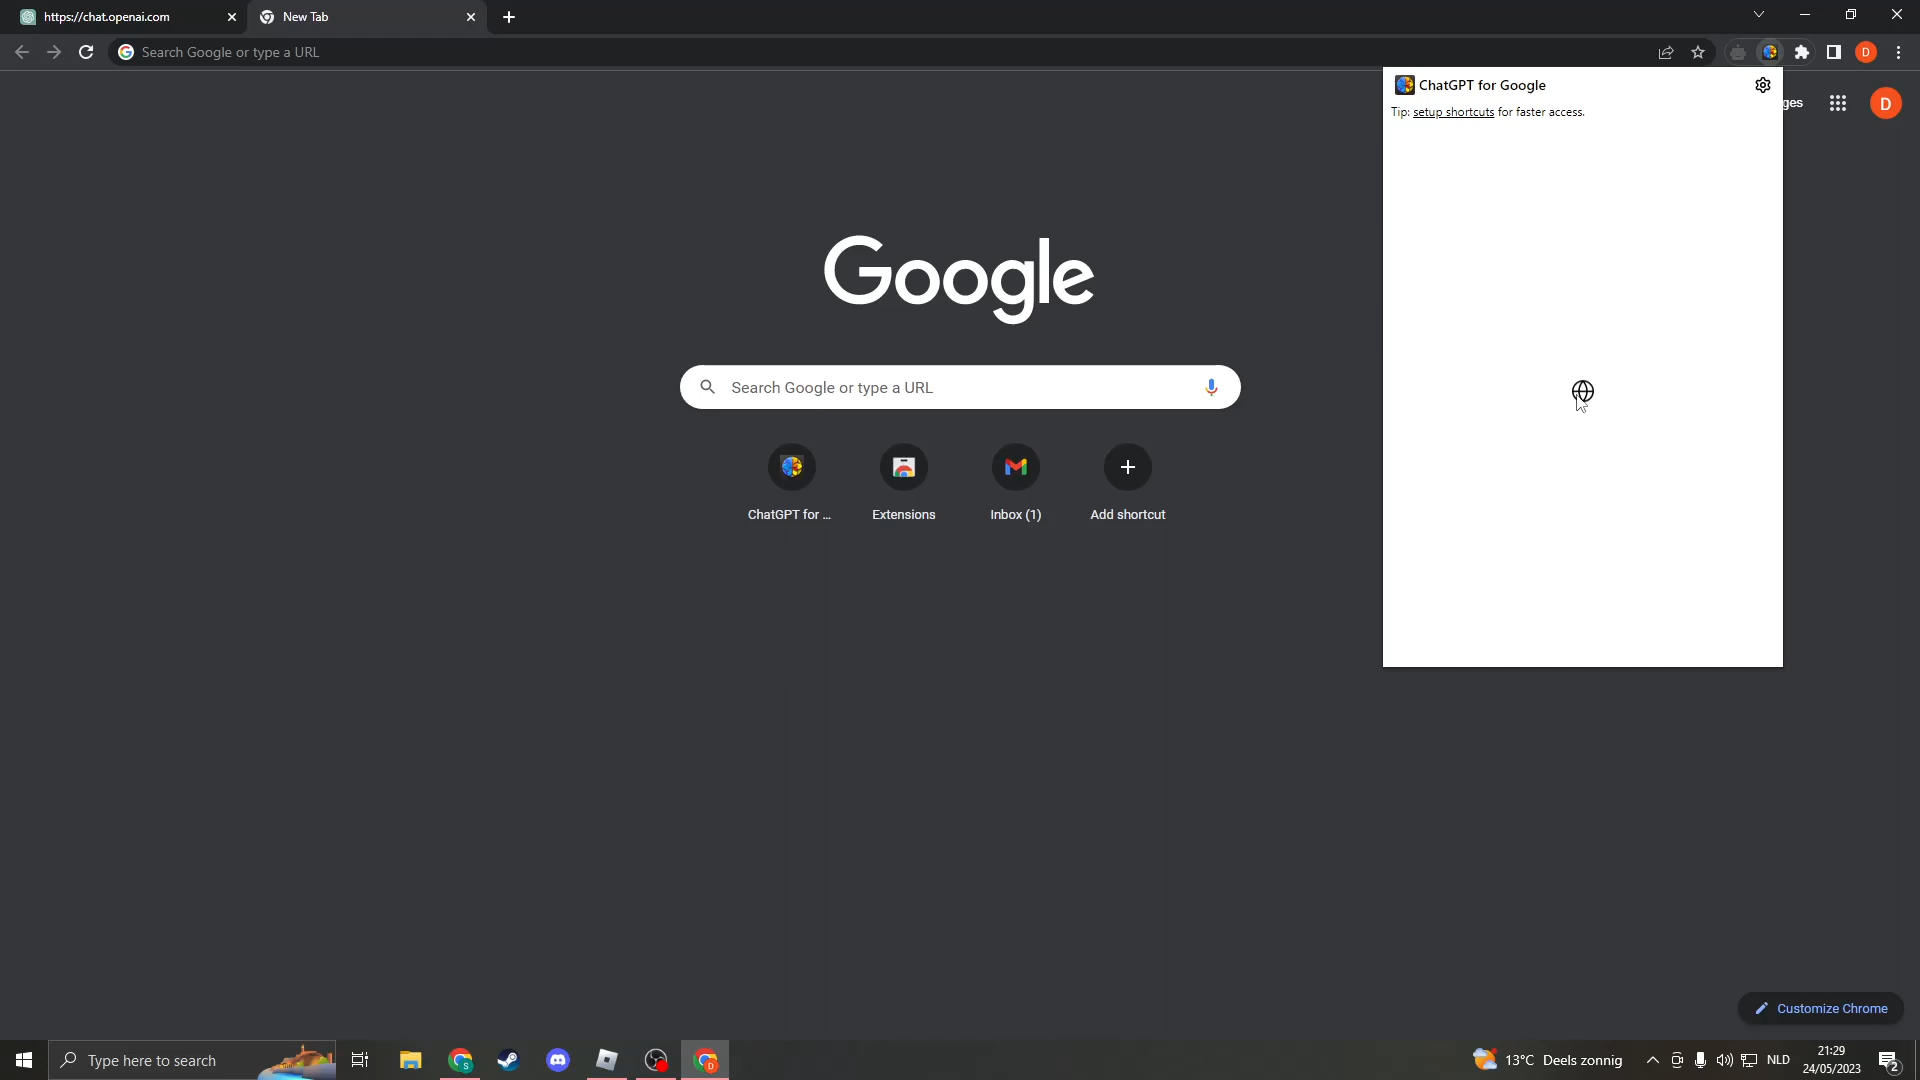 https://chat.openai.com
New Tab
Search Google or type a URL
D
ChatGPT for Google
Tip: setup shortcuts for faster access.
ges
D
Google
Search Google or type a URL
ChatGPT for ...
Extensions
Inbox (1)
Add shortcut
Customize Chrome
Type here to search
S
D
13°C Deels zonnig
NLD
21:29
24/05/2023
2